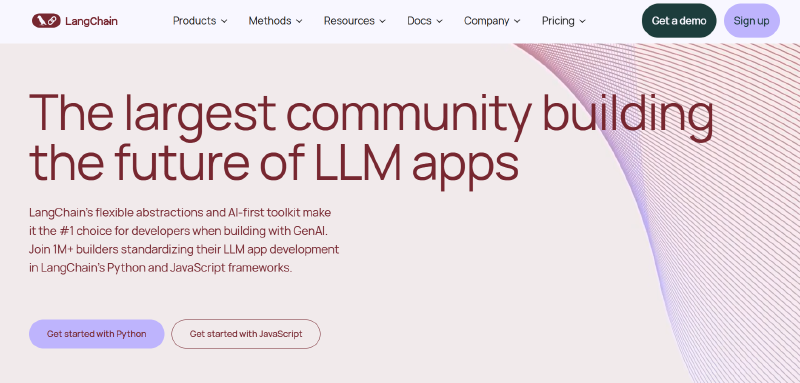 LangChain
Products
Methods
Resources
Docs
Company
Pricing
Get a demo
Sign up
The largest community building
the future of LLM apps
LangChain's flexible abstractions and AI-first toolkit make
it the #1 choice for developers when building with GenAI.
Join 1M+ builders standardizing their LLM app development
in LangChain's Python and JavaScript frameworks.
Get started with Python
Get started with JavaScript